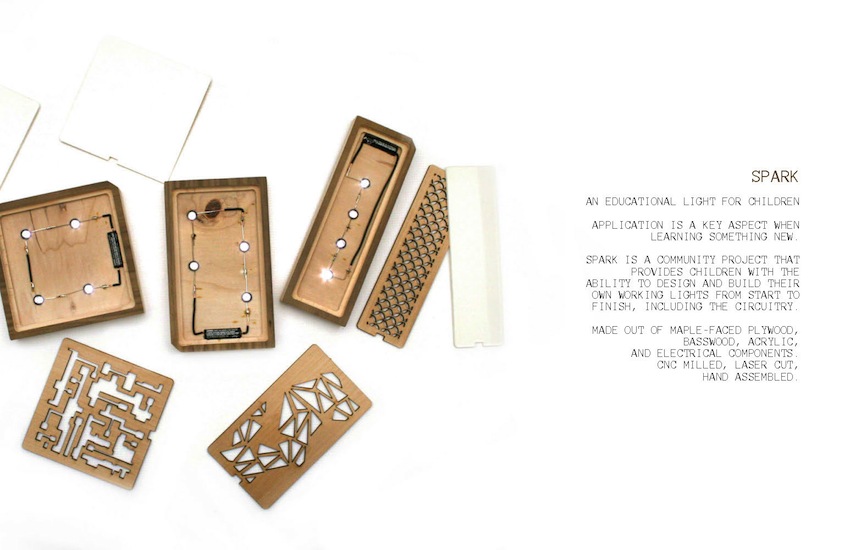 SPARK
AN EDUCATIONAL LIGHT FOR CHILDREN
APPLICATION IS A KEY ASPECT WHEN
LEARNING SOMETHING NEW.
SPARK IS A COMMUNITY PROJECT THAT
PROVIDES CHILDREN WITH THE
ABILITY TO DESIGN AND BUILD THEIR
OWN WORKING LIGHTS FROM START TO
FINISH, INCLUDING THE CIRCUITRY.
MADE OUT OF MAPLE-FACED PLYWOOD,
BASSWOOD, ACRYLIC,
AND ELECTRICAL COMPONENTS.
CNC MILLED, LASER CUT,
HAND ASSEMBLED.